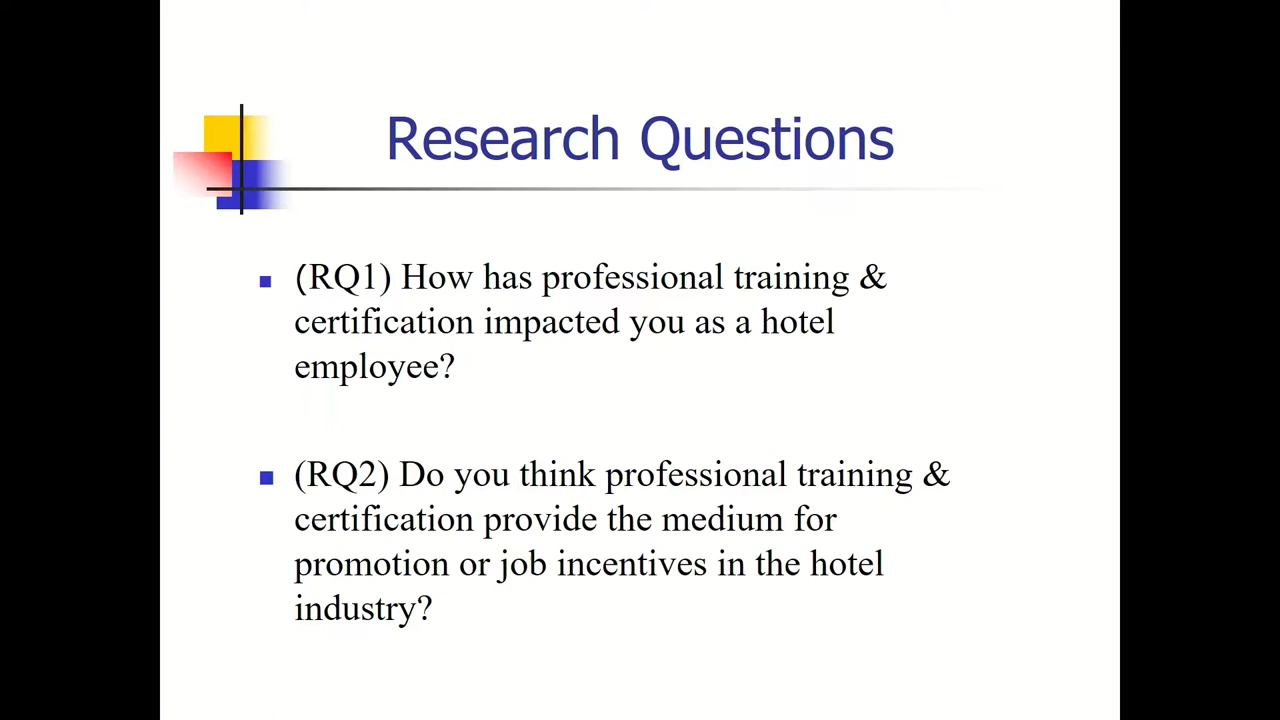 Research Questions
(RQ1) How has professional training &
certification impacted you as a hotel
employee?
(RQ2) Do you think professional training &
certification provide the medium for
promotion or job incentives in the hotel
industry?